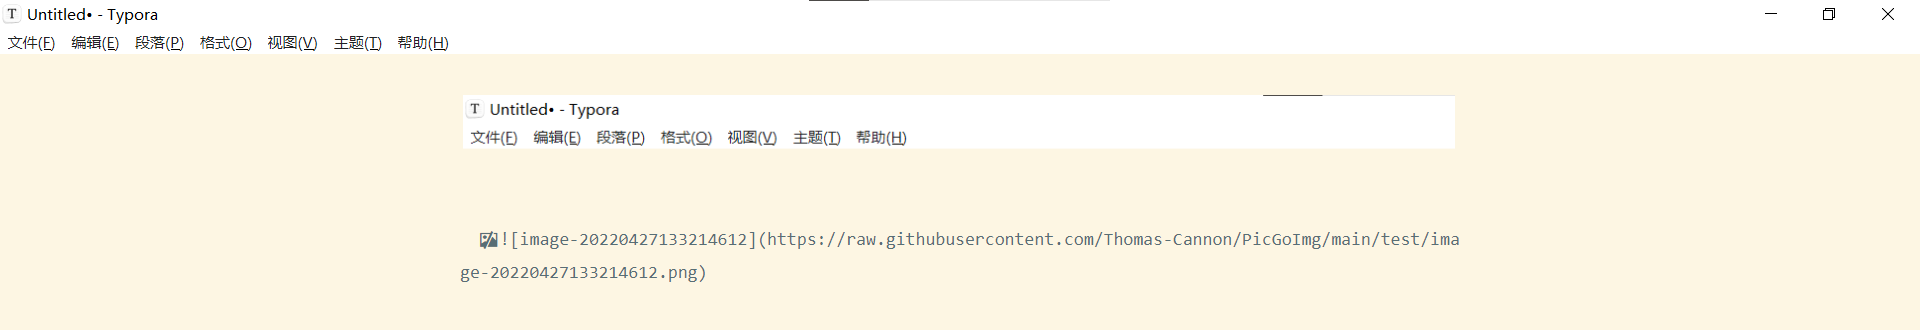 T Untitled• - Typora
文件(F) 编辑(E) 段落(P) 格式(O) 视图(V) 主题(T) 帮助(H)
T Untitled• - Typora
文件(F) 编辑(E) 段落(P) 格式(O) 视图(V) 主题(T) 帮助(H)
![image-20220427133214612](https://raw.githubusercontent.com/Thomas-Cannon/PicGoImg/main/test/ima
ge-20220427133214612.png)